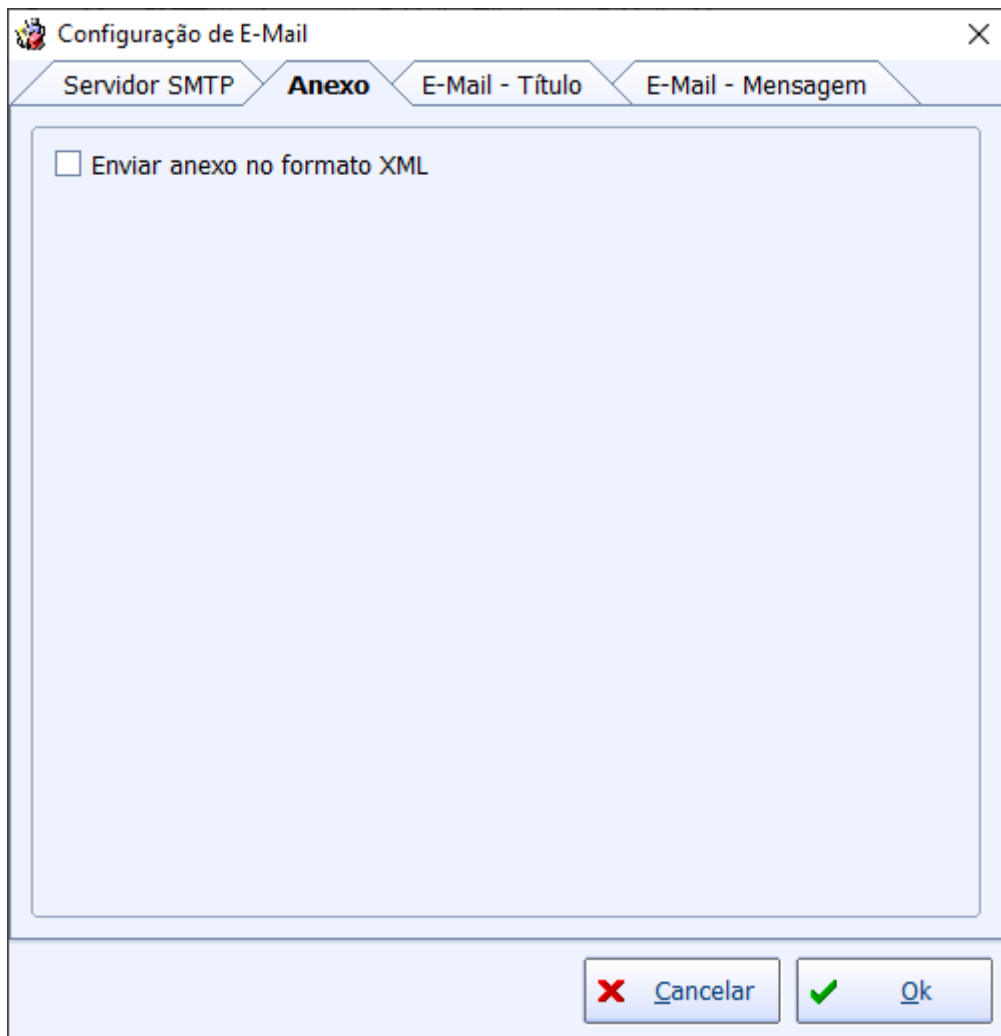 Configuração de E-Mail
Servidor SMTP Anexo E-Mail - Título E-Mail - Mensagem
Enviar anexo no formato XML
Cancelar Ok